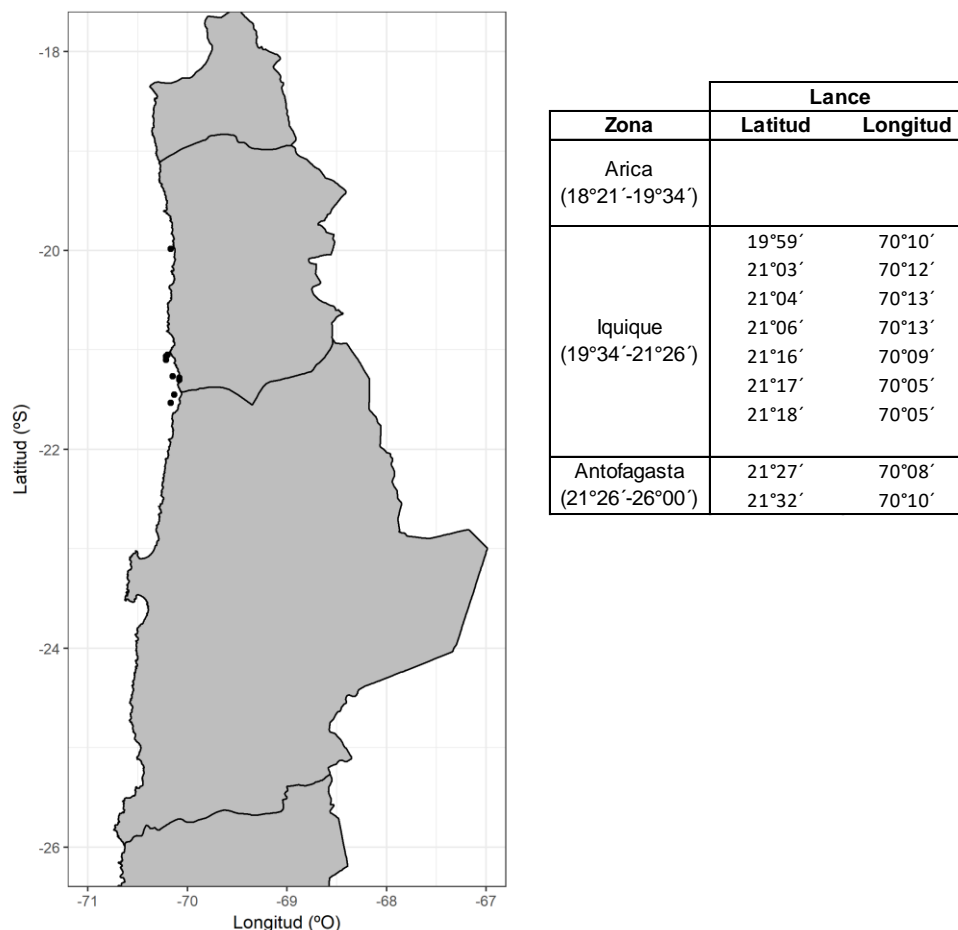 -18
-20
-22
-24
-26
Latitud (ºS)
-71 -70 -69 -68 -67
Longitud (ºO)
Lance
Zona Latitud Longitud
Arica
(18°21´-19°34´)
Iquique
(19°34´-21°26´)
19°59´ 70°10´
21°03´ 70°12´
21°04´ 70°13´
21°06´ 70°13´
21°16´ 70°09´
21°17´ 70°05´
21°18´ 70°05´
Antofagasta
(21°26´-26°00´)
21°27´ 70°08´
21°32´ 70°10´